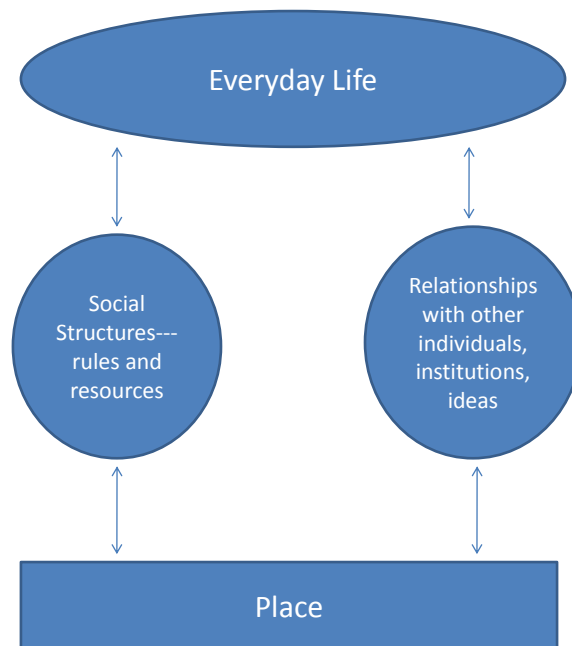 Everyday Life
Social
Structures---
rules and
resources
Relationships
with other
individuals,
institutions,
ideas
Place